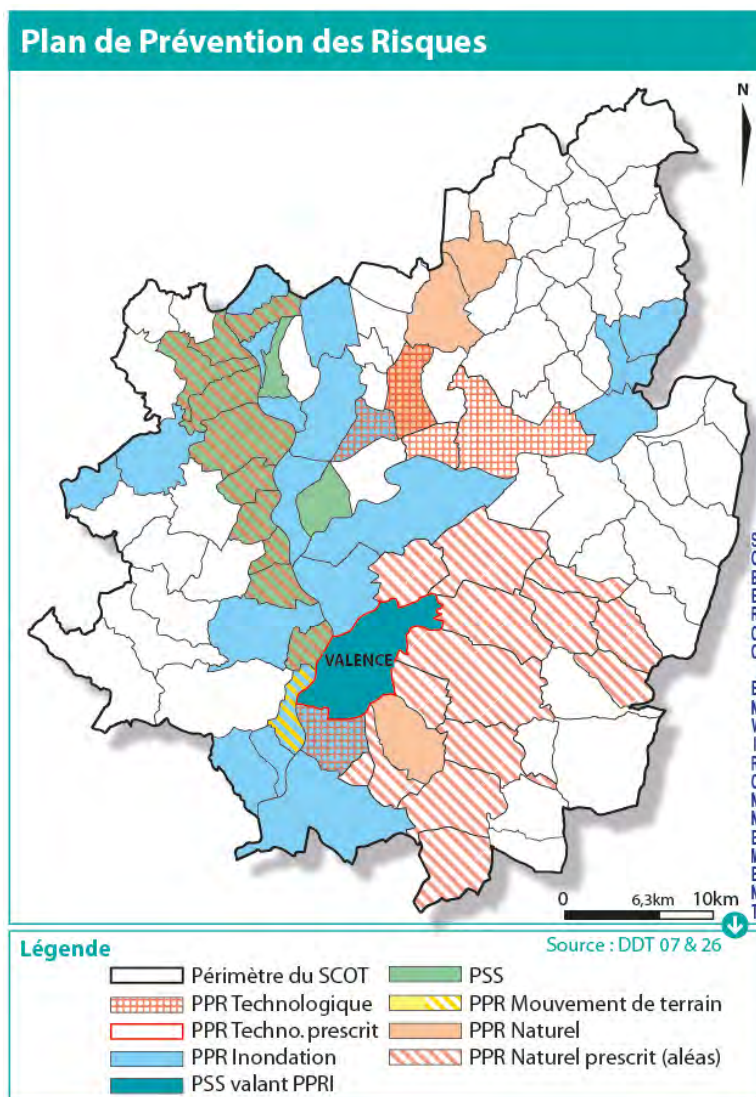 Plan de Prévention des Risques
N
VALENCE
SOBERCO ENVIRONNEMENT
0 6,3km 10km
Source : DDT 07 & 26
Légende
Périmètre du SCOT
PPR Technologique
PPR Techno. prescrit
PPR Inondation
PSS valant PPRI
PSS
PPR Mouvement de terrain
PPR Naturel
PPR Naturel prescrit (aléas)